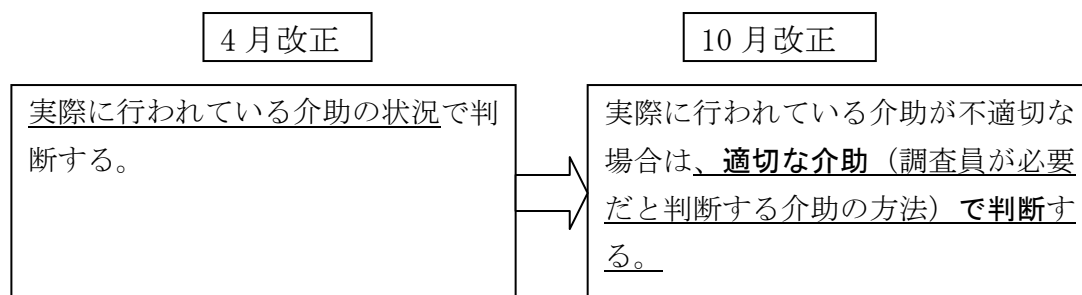 4月改正
10月改正
実際に行われている介助の状況で判
断する。
実際に行われている介助が不適切な
場合は、適切な介助（調査員が必要
だと判断する介助の方法）で判断す
る。